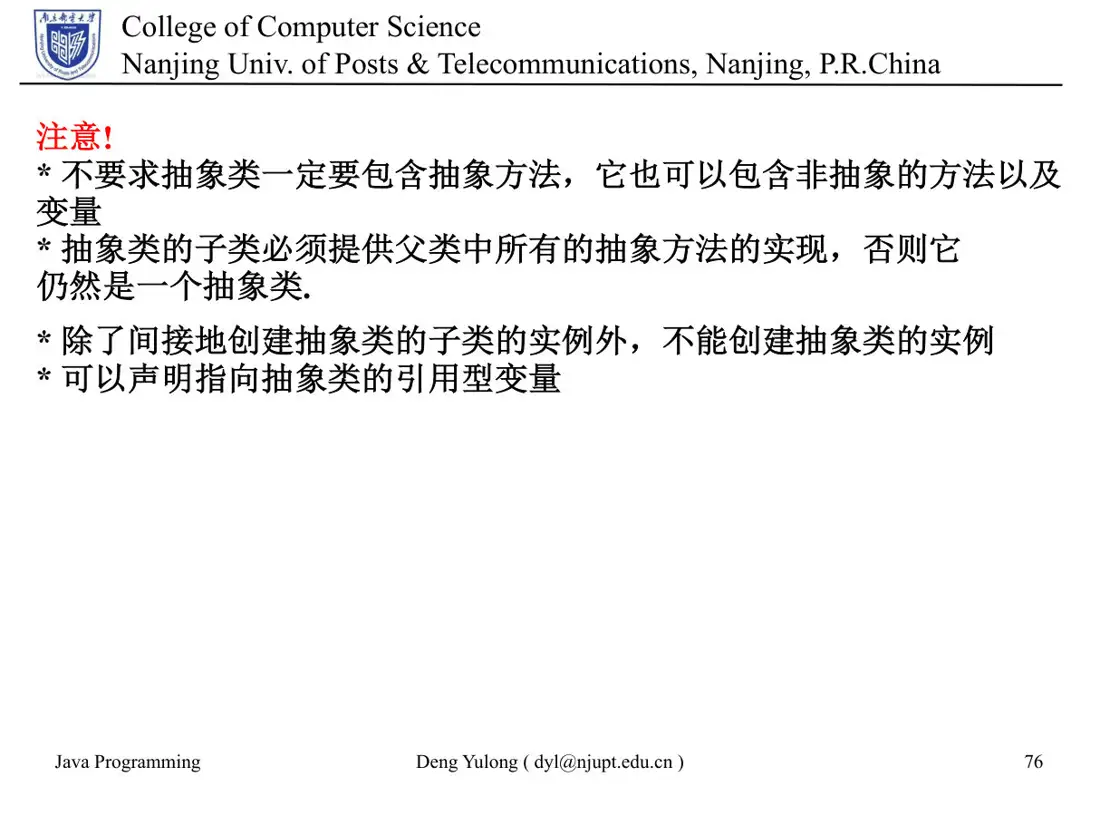 College of Computer Science
Nanjing Univ. of Posts & Telecommunications, Nanjing, P.R.China
注意!
* 不要求抽象类一定要包含抽象方法，它也可以包含非抽象的方法以及
变量
* 抽象类的子类必须提供父类中所有的抽象方法的实现，否则它
仍然是一个抽象类.
* 除了间接地创建抽象类的子类的实例外，不能创建抽象类的实例
* 可以声明指向抽象类的引用型变量
Java Programming
Deng Yulong ( dyl@njupt.edu.cn )
76